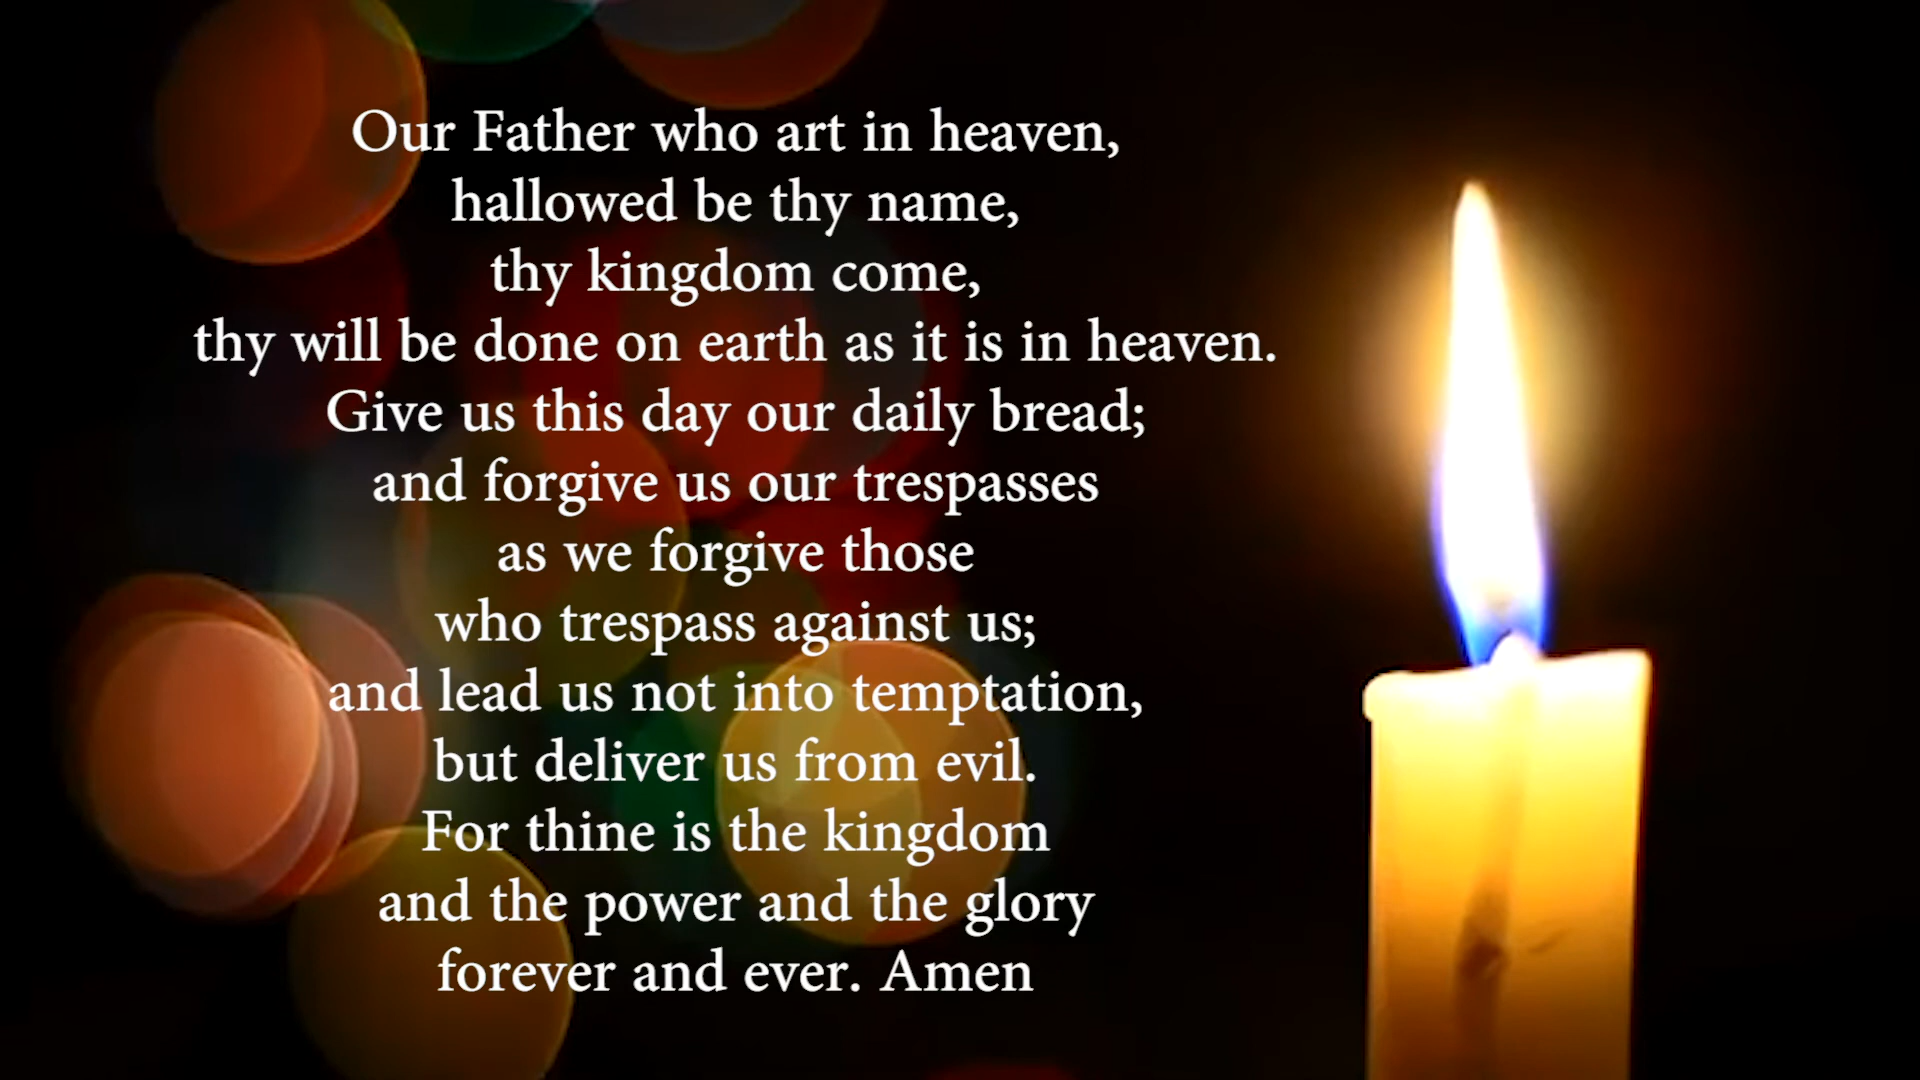 Our Father who art in heaven,
hallowed be thy name,
thy kingdom come,
thy will be done on earth as it is in heaven.
Give us this day our daily bread;
and forgive us our trespasses
as we forgive those
who trespass against us;
and lead us not into temptation,
but deliver us from evil.
For thine is the kingdom
and the power and the glory
forever and ever. Amen